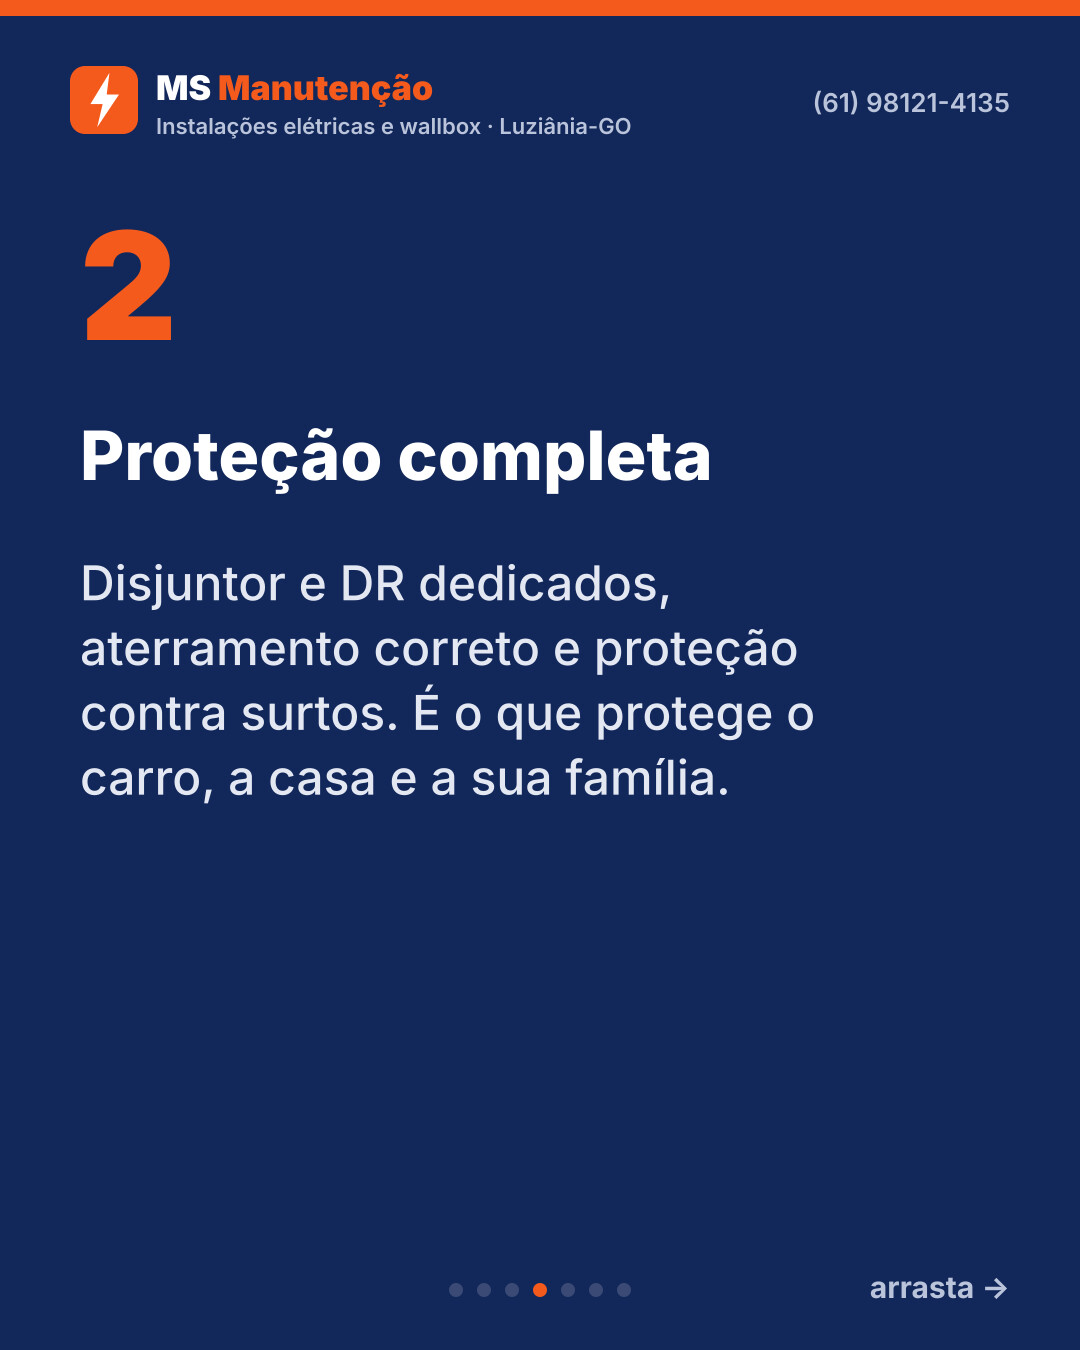 MS Manutenção
Instalações elétricas e wallbox · Luziânia-GO
(61) 98121-4135
2
Proteção completa
Disjuntor e DR dedicados,
aterramento correto e proteção
contra surtos. É o que protege o
carro, a casa e a sua família.
arrasta →